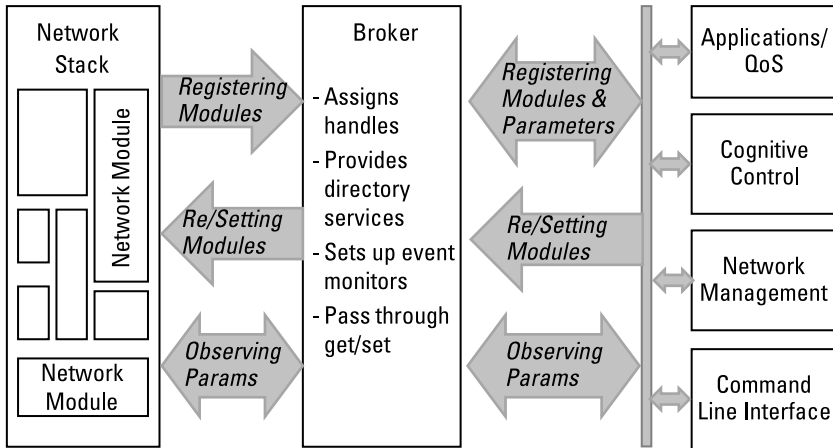 Network
Stack
Network Module
Network
Module
Registering
Modules
Re/Setting
Modules
Observing
Params
Broker
- Assigns
handles
- Provides
directory
services
- Sets up event
monitors
- Pass through
get/set
Registering
Modules &
Parameters
Re/Setting
Modules
Observing
Params
Applications/
QoS
Cognitive
Control
Network
Management
Command
Line Interface